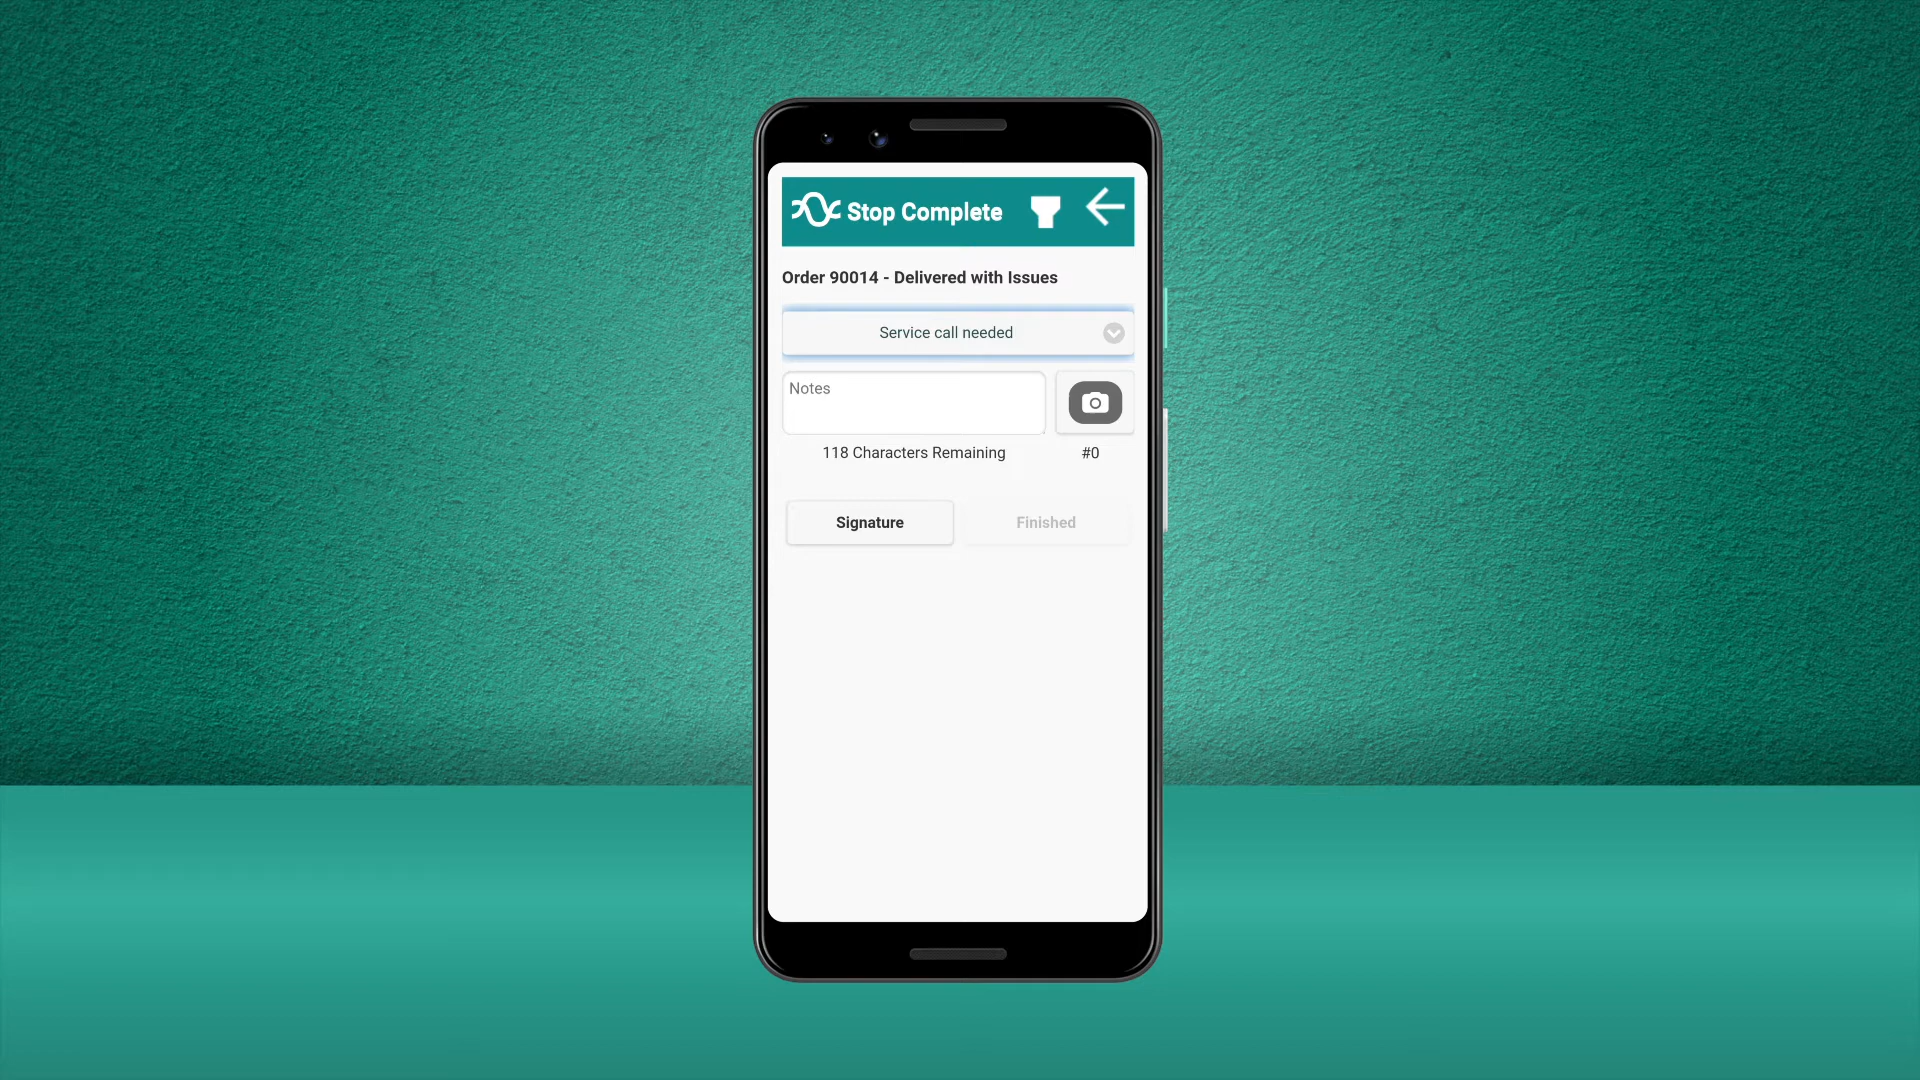 Stop Complete
Order 90014 - Delivered with Issues
Service call needed
Notes
118 Characters Remaining
#0
Signature
Finished